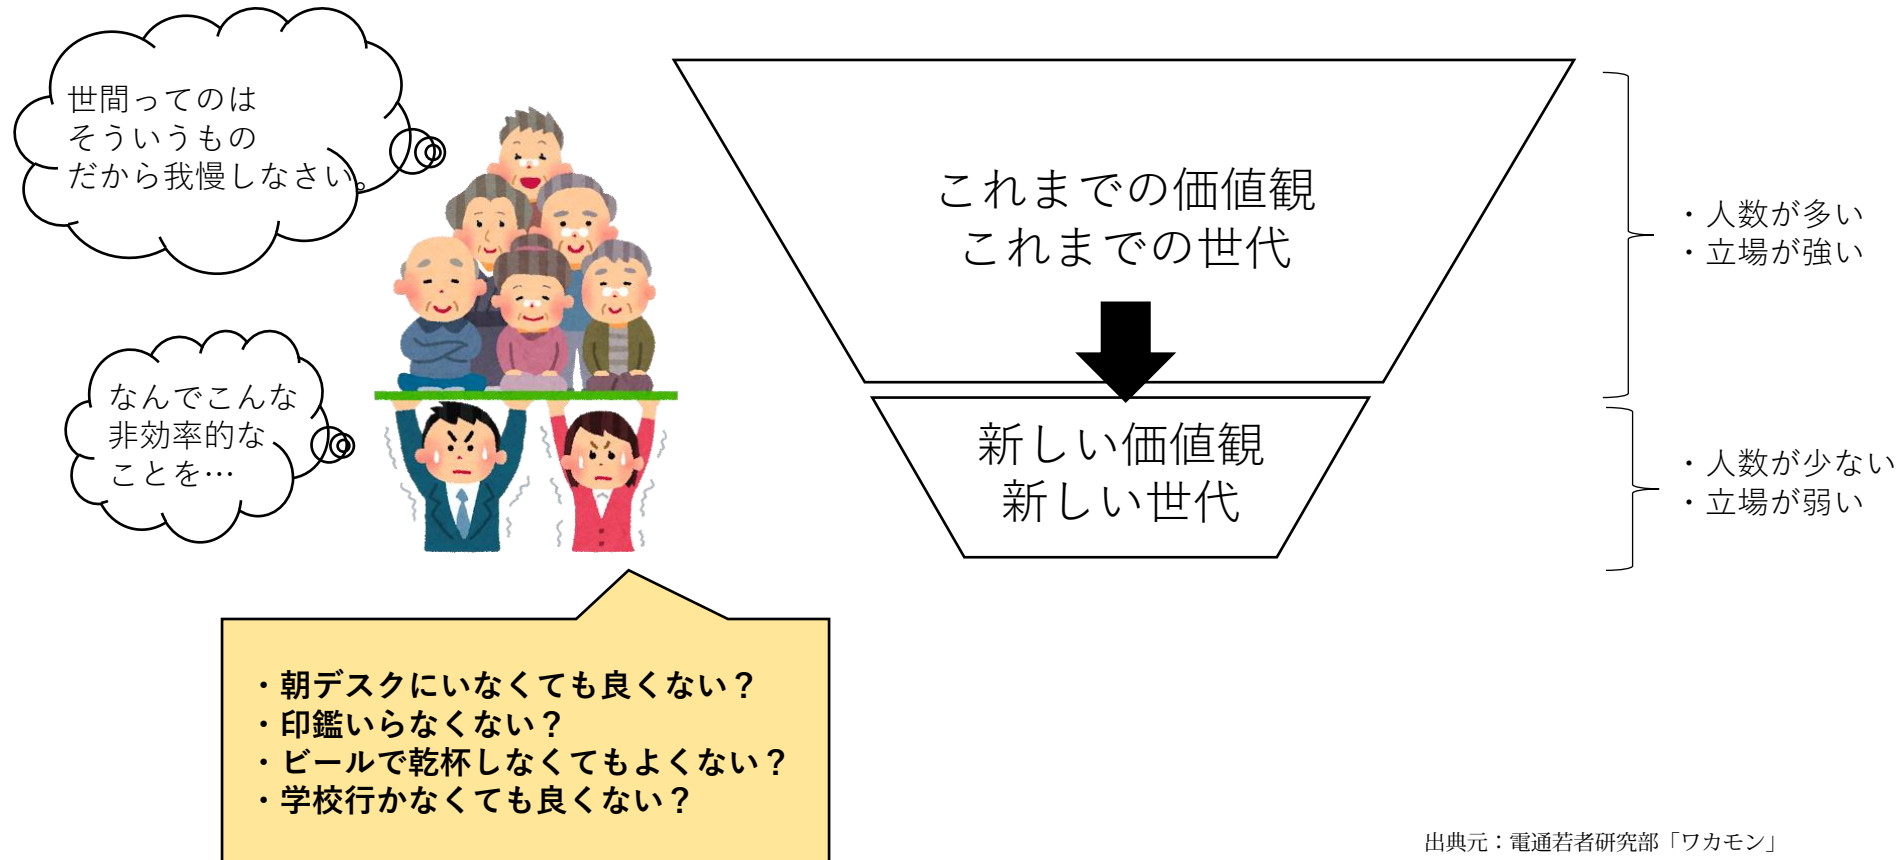 世間ってのは
そういうもの
だから我慢しなさい。
なんでこんな
非効率的な
ことを…
これまでの価値観
これまでの世代
新しい価値観
新しい世代
・人数が多い
・立場が強い
・人数が少ない
・立場が弱い
・朝デスクにいなくても良くない？
・印鑑いらなくない？
・ビールで乾杯しなくてもよくない？
・学校行かなくても良くない？
出典元：電通若者研究部「ワカモン」